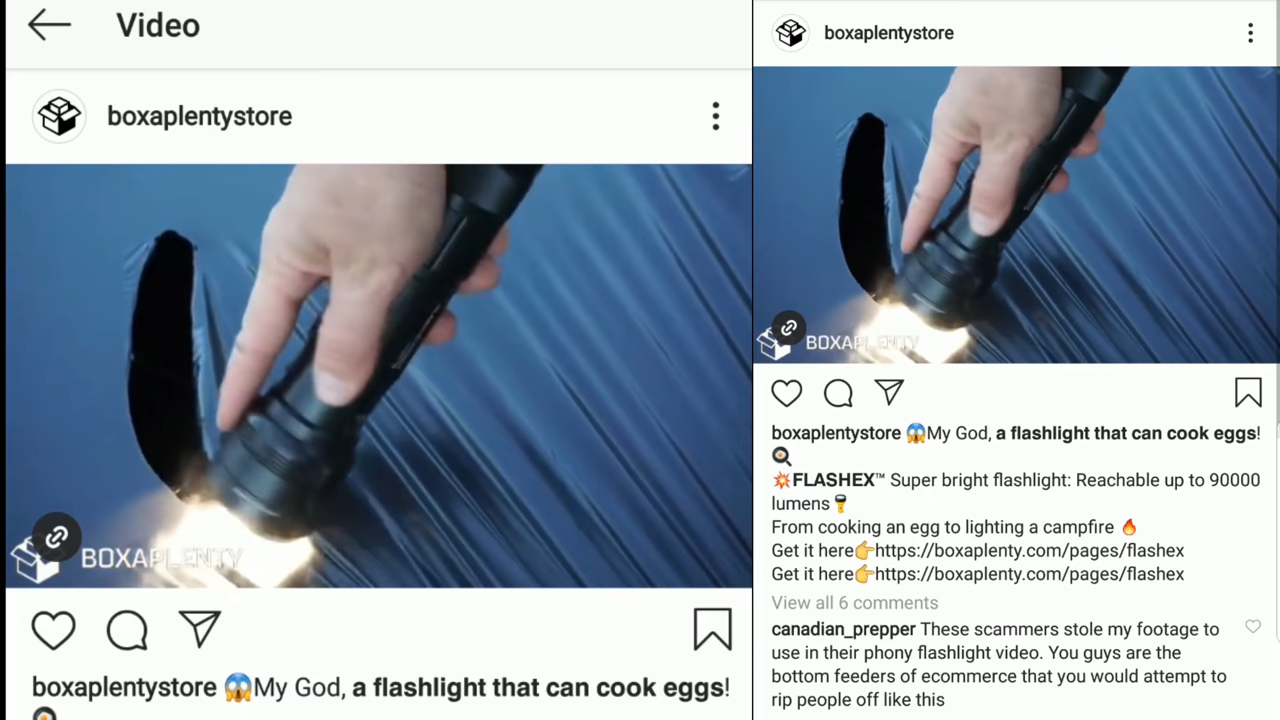 Video
boxaplentystore
BOXAPLENTY
boxaplentystore 😱My God, a flashlight that can cook eggs!
🍳
boxaplentystore
BOXAPLENTY
boxaplentystore 😱My God, a flashlight that can cook eggs!
🍳
💥FLASHEX™ Super bright flashlight: Reachable up to 90000
lumens🔦
From cooking an egg to lighting a campfire 🔥
Get it here👉https://boxaplenty.com/pages/flashex
Get it here👉https://boxaplenty.com/pages/flashex
View all 6 comments
canadian_prepper These scammers stole my footage to
use in their phony flashlight video. You guys are the
bottom feeders of ecommerce that you would attempt to
rip people off like this